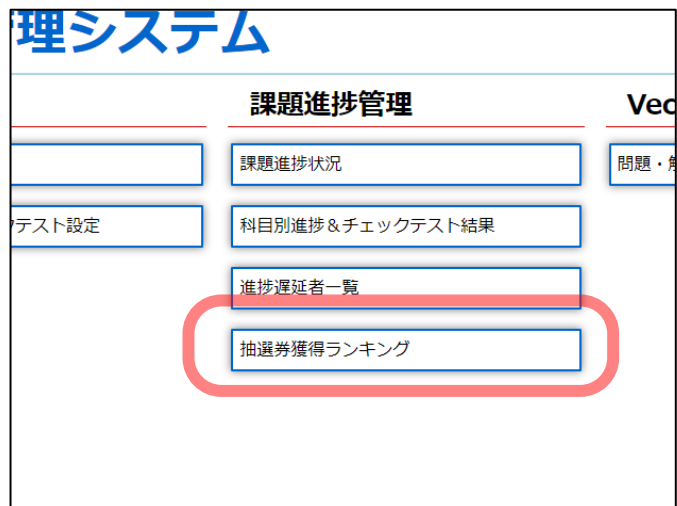 理システム
課題進捗管理
Vec
課題進捗状況
問題・解
テスト設定
科目別進捗＆チェックテスト結果
進捗遅延者一覧
抽選券獲得ランキング